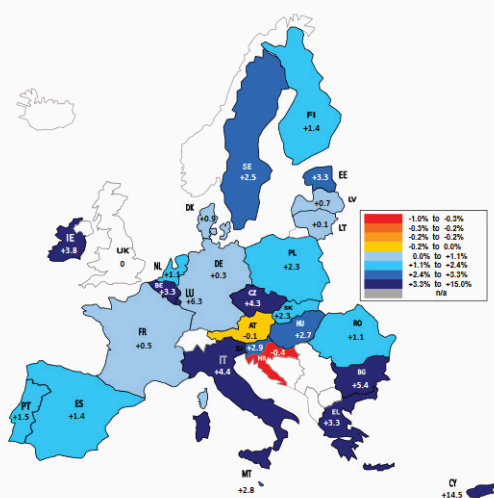 FI
+1.4
SE
+2.5
EE
+3.3
DK
+0.9
+0.7
LV
+0.1
LT
IE
+3.8
UK
0
NL
+1.1
DE
+0.3
PL
+2.3
BE
+3.3
LU
+6.3
CZ
+4.3
SK
+2.3
FR
+0.5
AT
-0.1
HU
+2.7
RO
+1.1
+2.9
HR
-0.4
IT
+4.4
BG
+5.4
PT
+1.5
ES
+1.4
EL
+3.3
MT
+2.8
CY
+14.5
-1.0% to -0.3%
-0.3% to -0.2%
-0.2% to -0.2%
-0.2% to 0.0%
0.0% to +1.1%
+1.1% to +2.4%
+2.4% to +3.3%
+3.3% to +15.0%
n/a